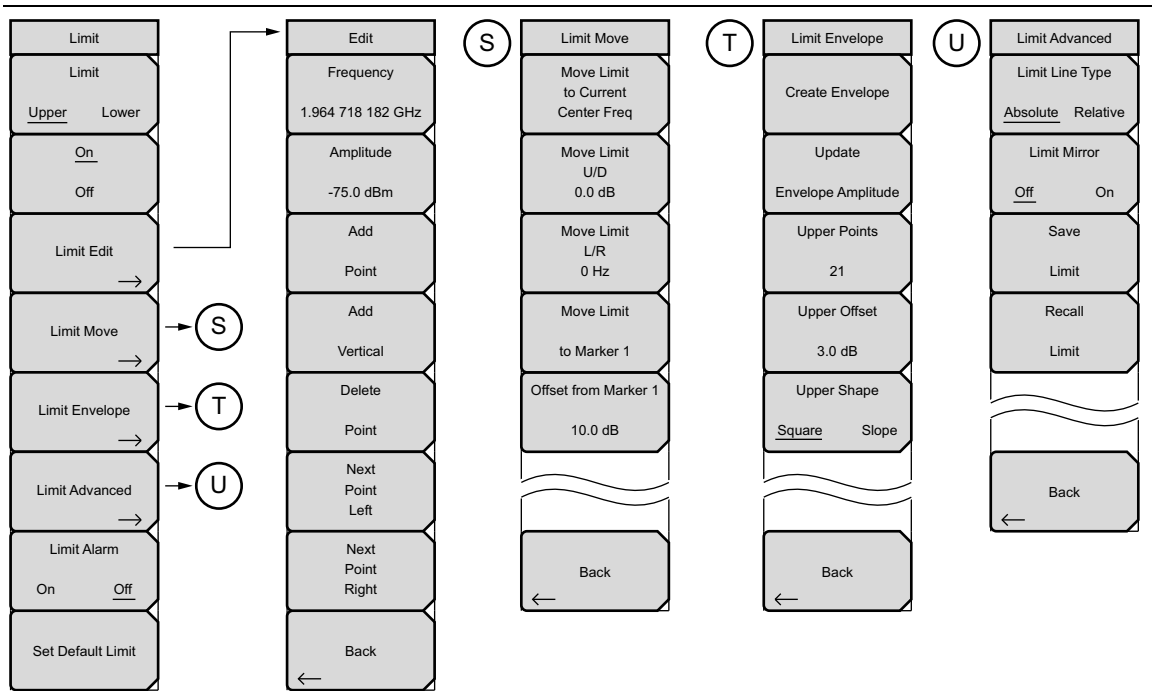 Limit
Limit
Upper Lower
On
Off
Limit Edit
→
Limit Move
→
Limit Envelope
→
Limit Advanced
→
Limit Alarm
On Off
Set Default Limit
S
T
U
Edit
Frequency
1.964 718 182 GHz
Amplitude
-75.0 dBm
Add
Point
Add
Vertical
Delete
Point
Next
Point
Left
Next
Point
Right
Back
←
S
Limit Move
Move Limit
to Current
Center Freq
Move Limit
U/D
0.0 dB
Move Limit
L/R
0 Hz
Move Limit
to Marker 1
Offset from Marker 1
10.0 dB
Back
←
T
Limit Envelope
Create Envelope
Update
Envelope Amplitude
Upper Points
21
Upper Offset
3.0 dB
Upper Shape
Square Slope
Back
←
U
Limit Advanced
Limit Line Type
Absolute Relative
Limit Mirror
Off On
Save
Limit
Recall
Limit
Back
←